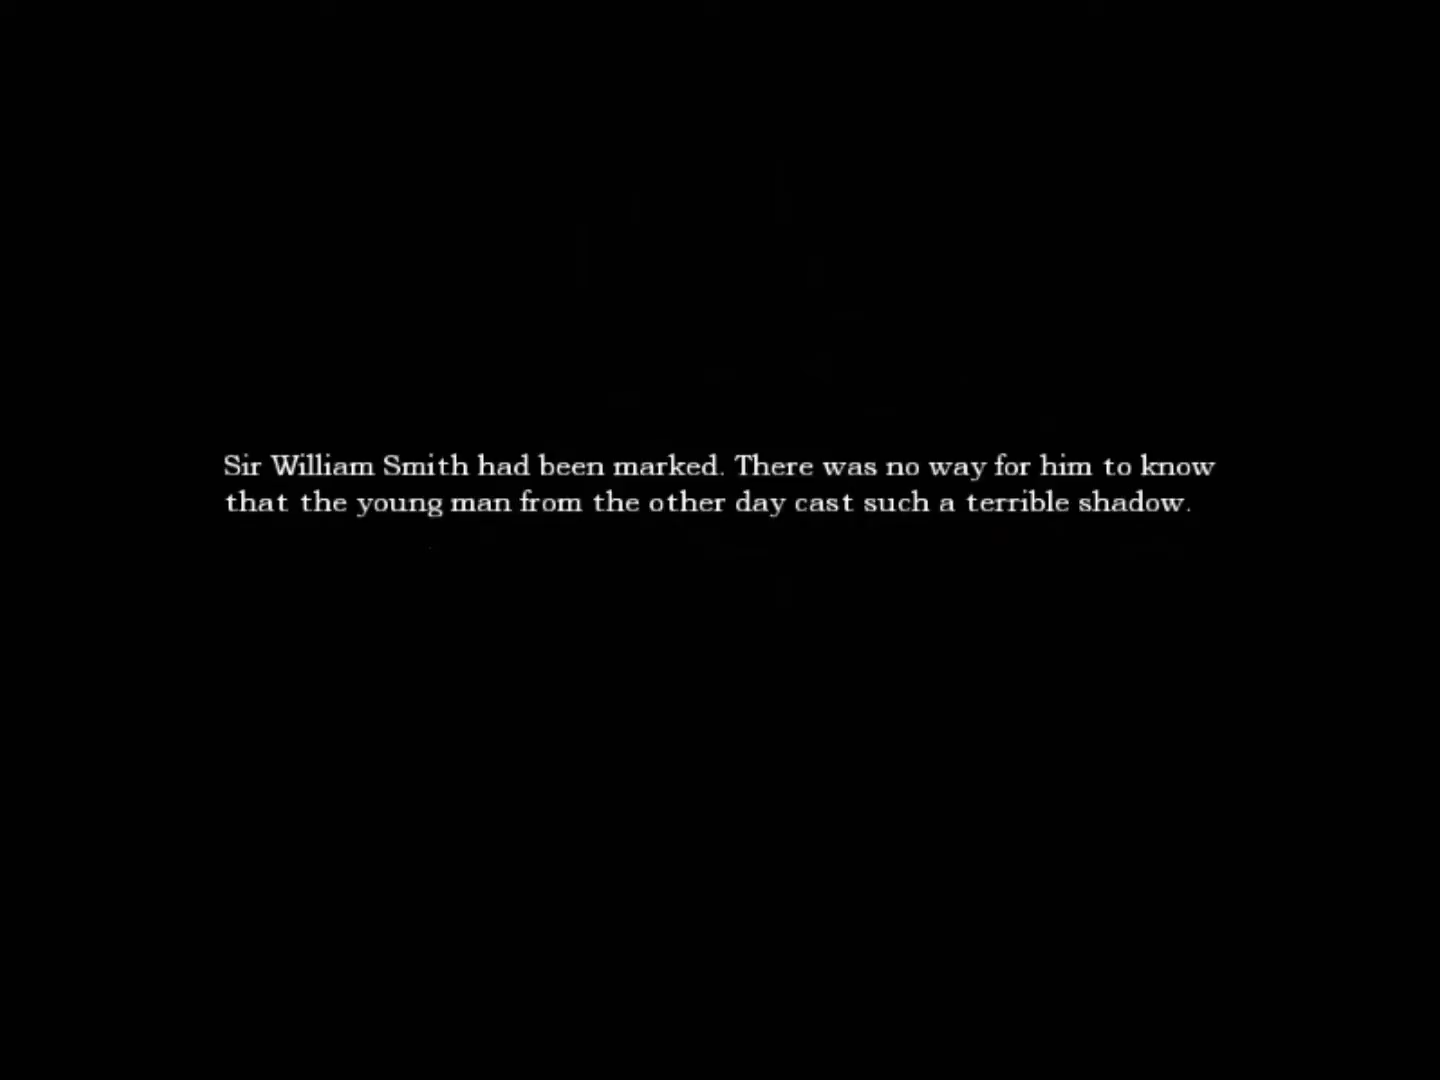 Sir William Smith had been marked. There was no way for him to know
that the young man from the other day cast such a terrible shadow.